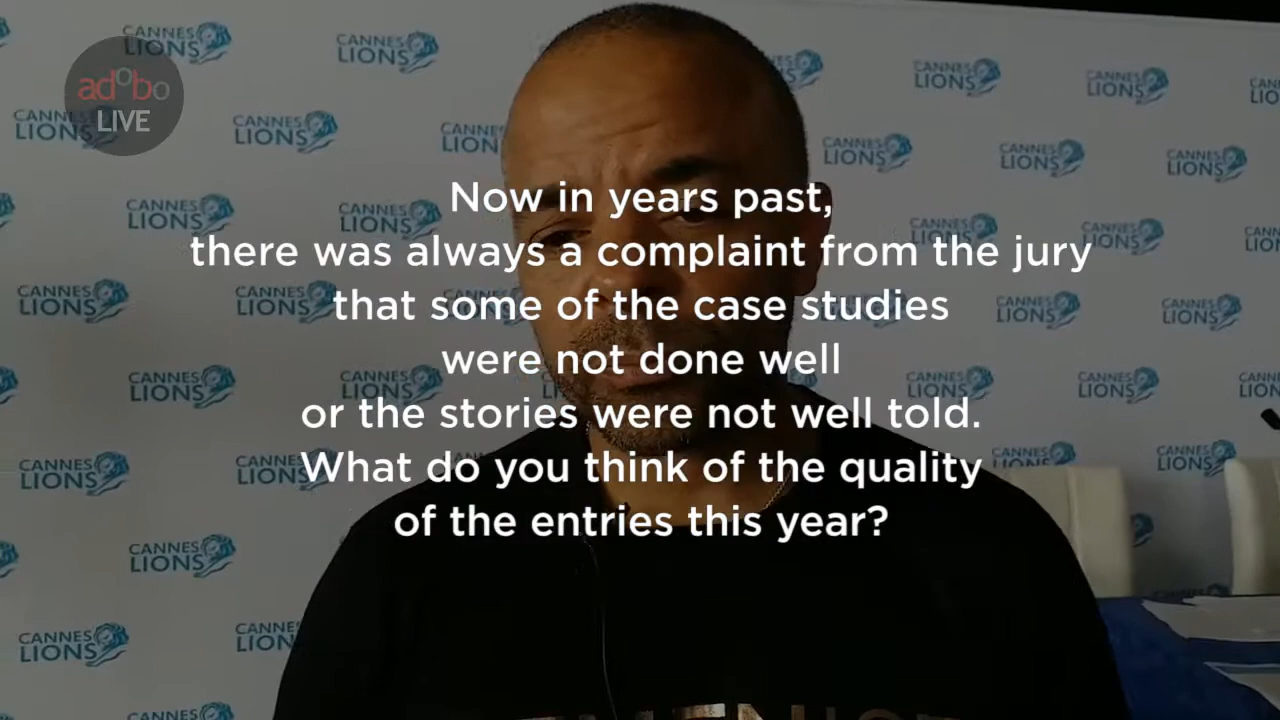 adobo
LIVE
CANNES
LIONS
Now in years past,
there was always a complaint from the jury
that some of the case studies
were not done well
or the stories were not well told.
What do you think of the quality
of the entries this year?